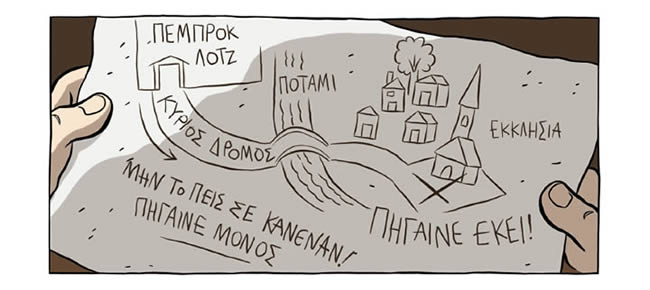 ΠΕΜΠΡΟΚ
ΛΟΤΖ
ΠΟΤΑΜΙ
ΚΥΡΙΟΣ ΔΡΟΜΟΣ
ΕΚΚΛΗΣΙΑ
ΜΗΝ ΤΟ ΠΕΙΣ ΣΕ ΚΑΝΕΝΑΝ!
ΠΗΓΑΙΝΕ ΜΟΝΟΣ
ΠΗΓΑΙΝΕ ΕΚΕΙ!